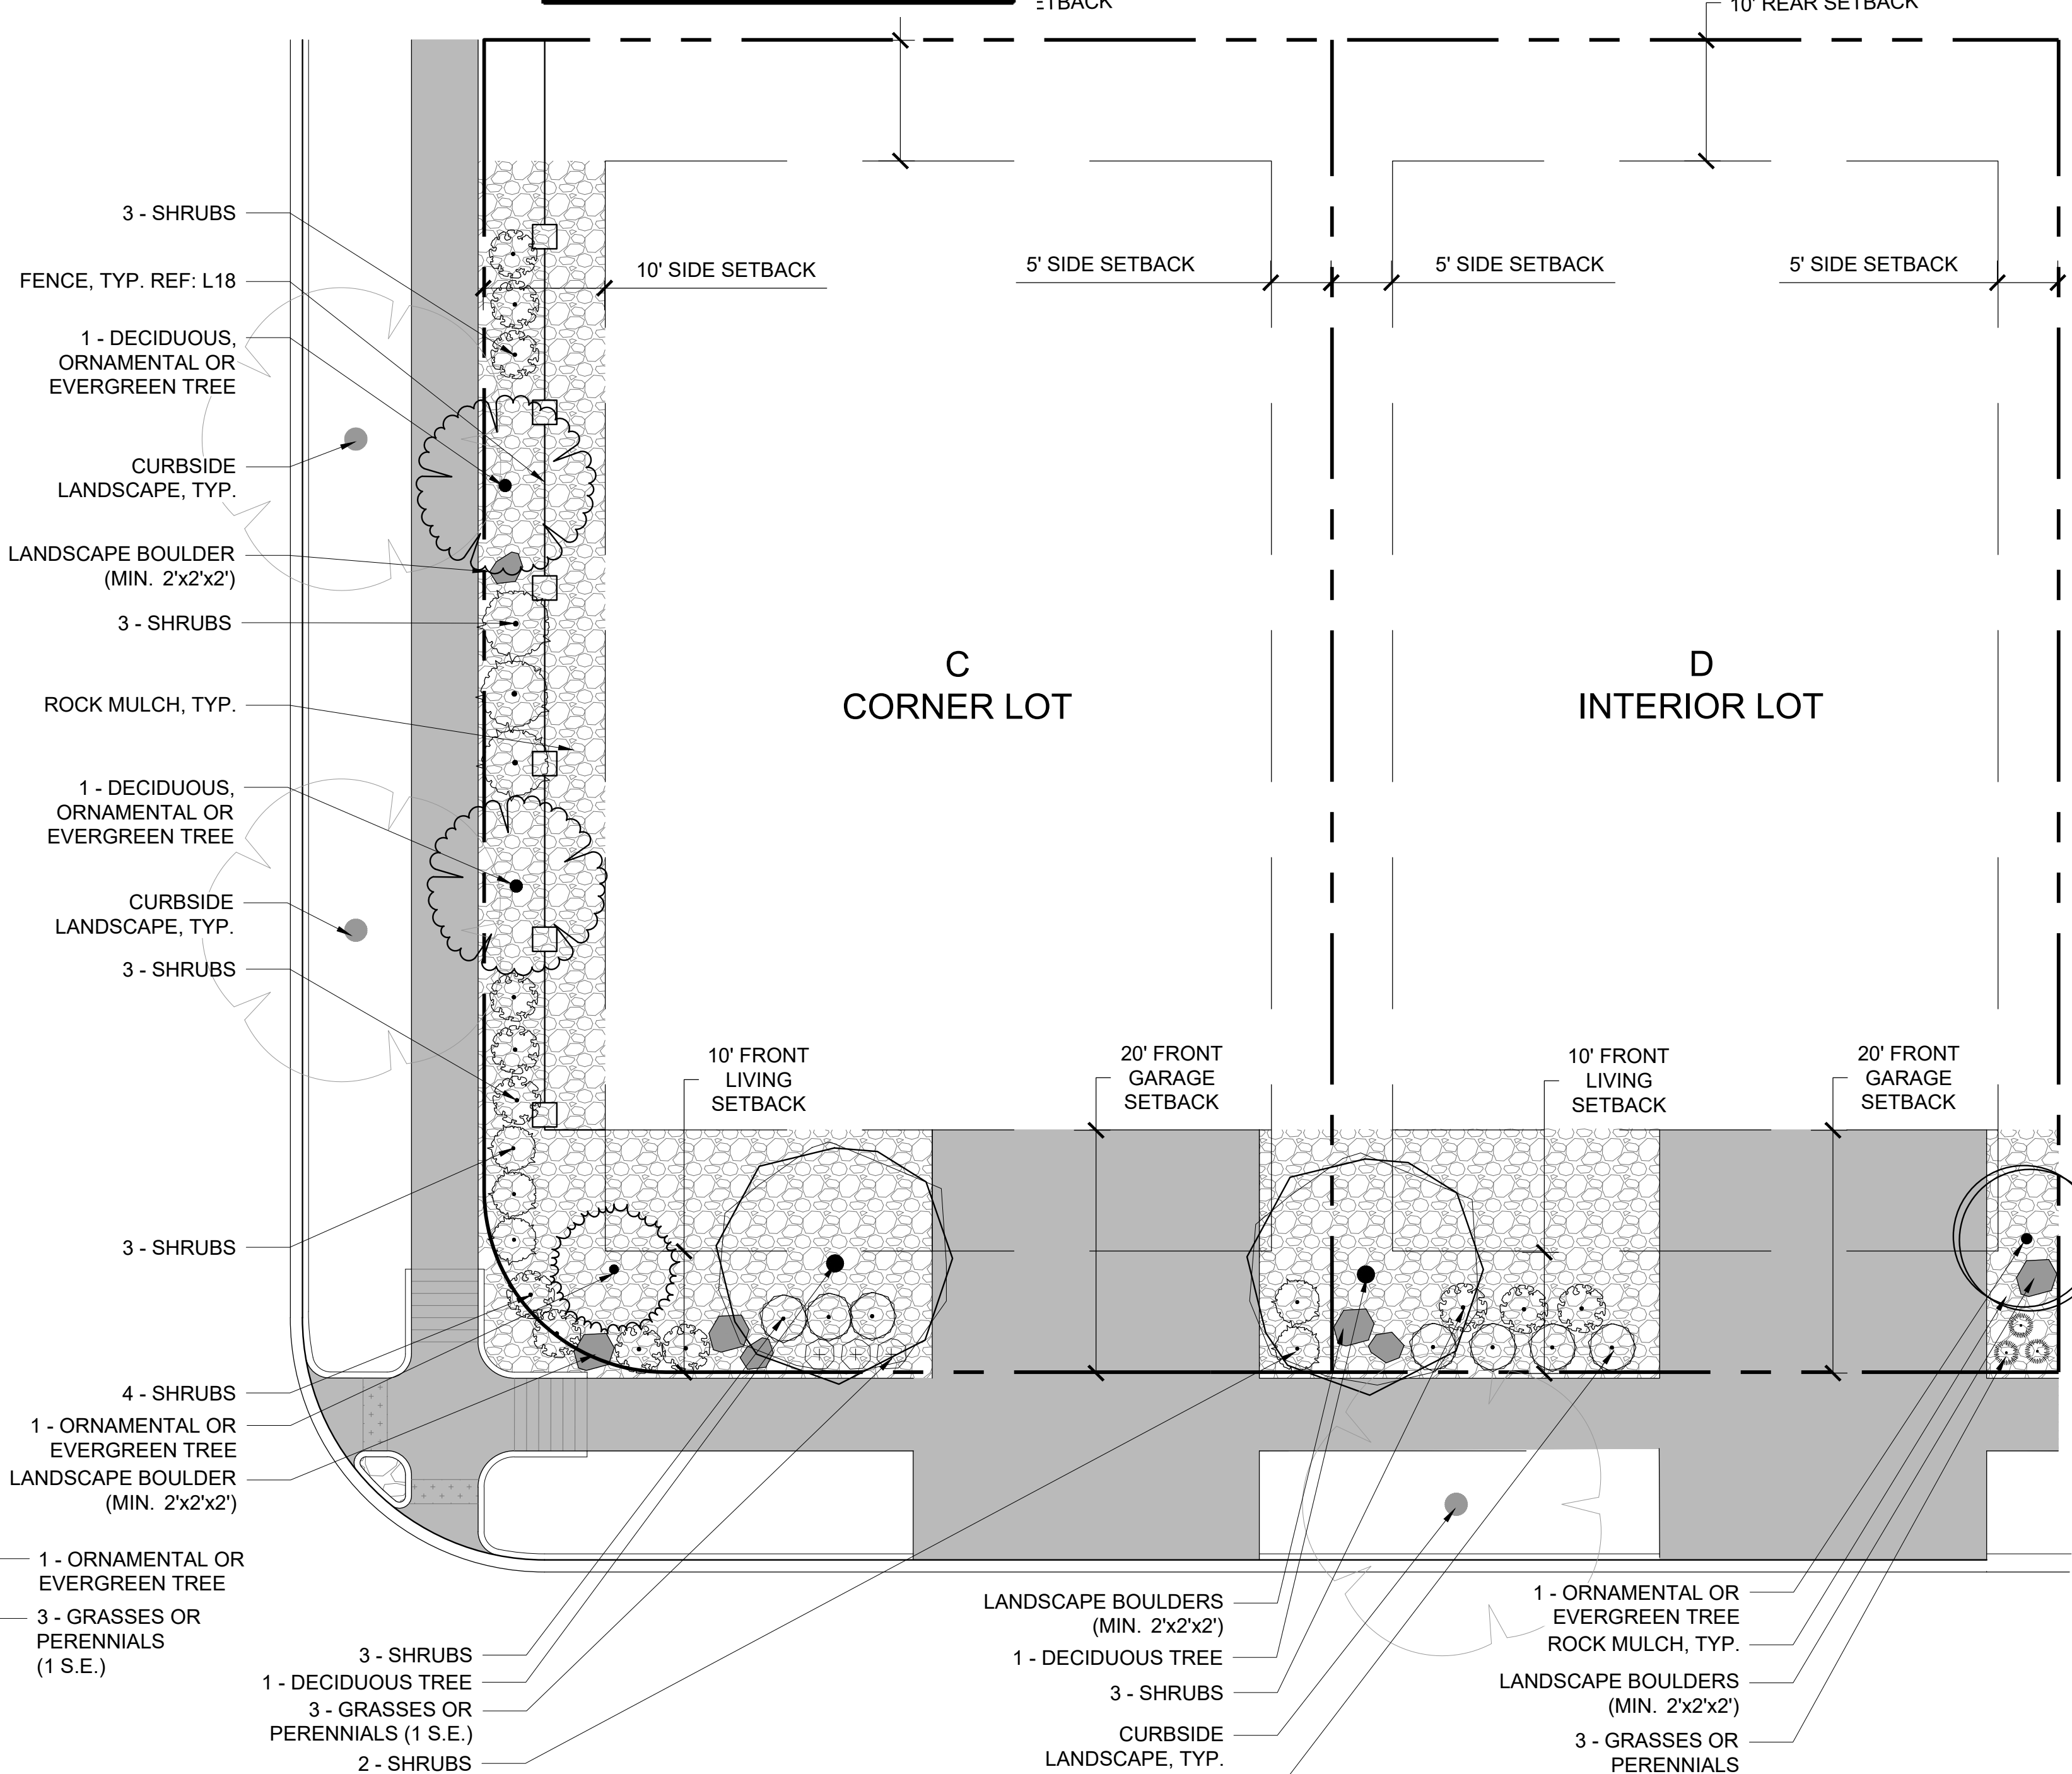 10' REAR SETBACK
3 - SHRUBS
FENCE, TYP. REF: L18
1 - DECIDUOUS,
ORNAMENTAL OR
EVERGREEN TREE
CURBSIDE
LANDSCAPE, TYP.
LANDSCAPE BOULDER
(MIN. 2'x2'x2')
3 - SHRUBS
ROCK MULCH, TYP.
1 - DECIDUOUS,
ORNAMENTAL OR
EVERGREEN TREE
CURBSIDE
LANDSCAPE, TYP.
3 - SHRUBS
3 - SHRUBS
4 - SHRUBS
1 - ORNAMENTAL OR
EVERGREEN TREE
LANDSCAPE BOULDER
(MIN. 2'x2'x2')
1 - ORNAMENTAL OR
EVERGREEN TREE
3 - GRASSES OR
PERENNIALS
(1 S.E.)
10' SIDE SETBACK
5' SIDE SETBACK
5' SIDE SETBACK
5' SIDE SETBACK
C
CORNER LOT
D
INTERIOR LOT
10' FRONT
LIVING
SETBACK
20' FRONT
GARAGE
SETBACK
10' FRONT
LIVING
SETBACK
20' FRONT
GARAGE
SETBACK
3 - SHRUBS
1 - DECIDUOUS TREE
3 - GRASSES OR
PERENNIALS (1 S.E.)
2 - SHRUBS
LANDSCAPE BOULDERS
(MIN. 2'x2'x2')
1 - DECIDUOUS TREE
3 - SHRUBS
CURBSIDE
LANDSCAPE, TYP.
1 - ORNAMENTAL OR
EVERGREEN TREE
ROCK MULCH, TYP.
LANDSCAPE BOULDERS
(MIN. 2'x2'x2')
3 - GRASSES OR
PERENNIALS